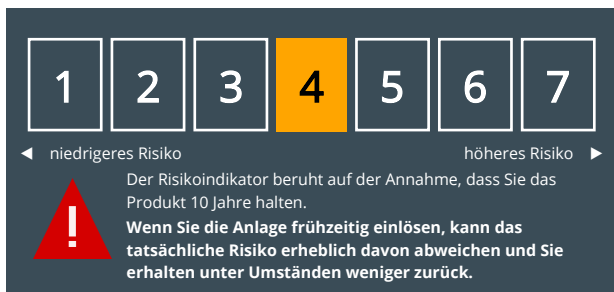 1 2 3 4 5 6 7
niedrigeres Risiko höheres Risiko
Der Risikoindikator beruht auf der Annahme, dass Sie das
Produkt 10 Jahre halten.
Wenn Sie die Anlage frühzeitig einlösen, kann das
tatsächliche Risiko erheblich davon abweichen und Sie
erhalten unter Umständen weniger zurück.